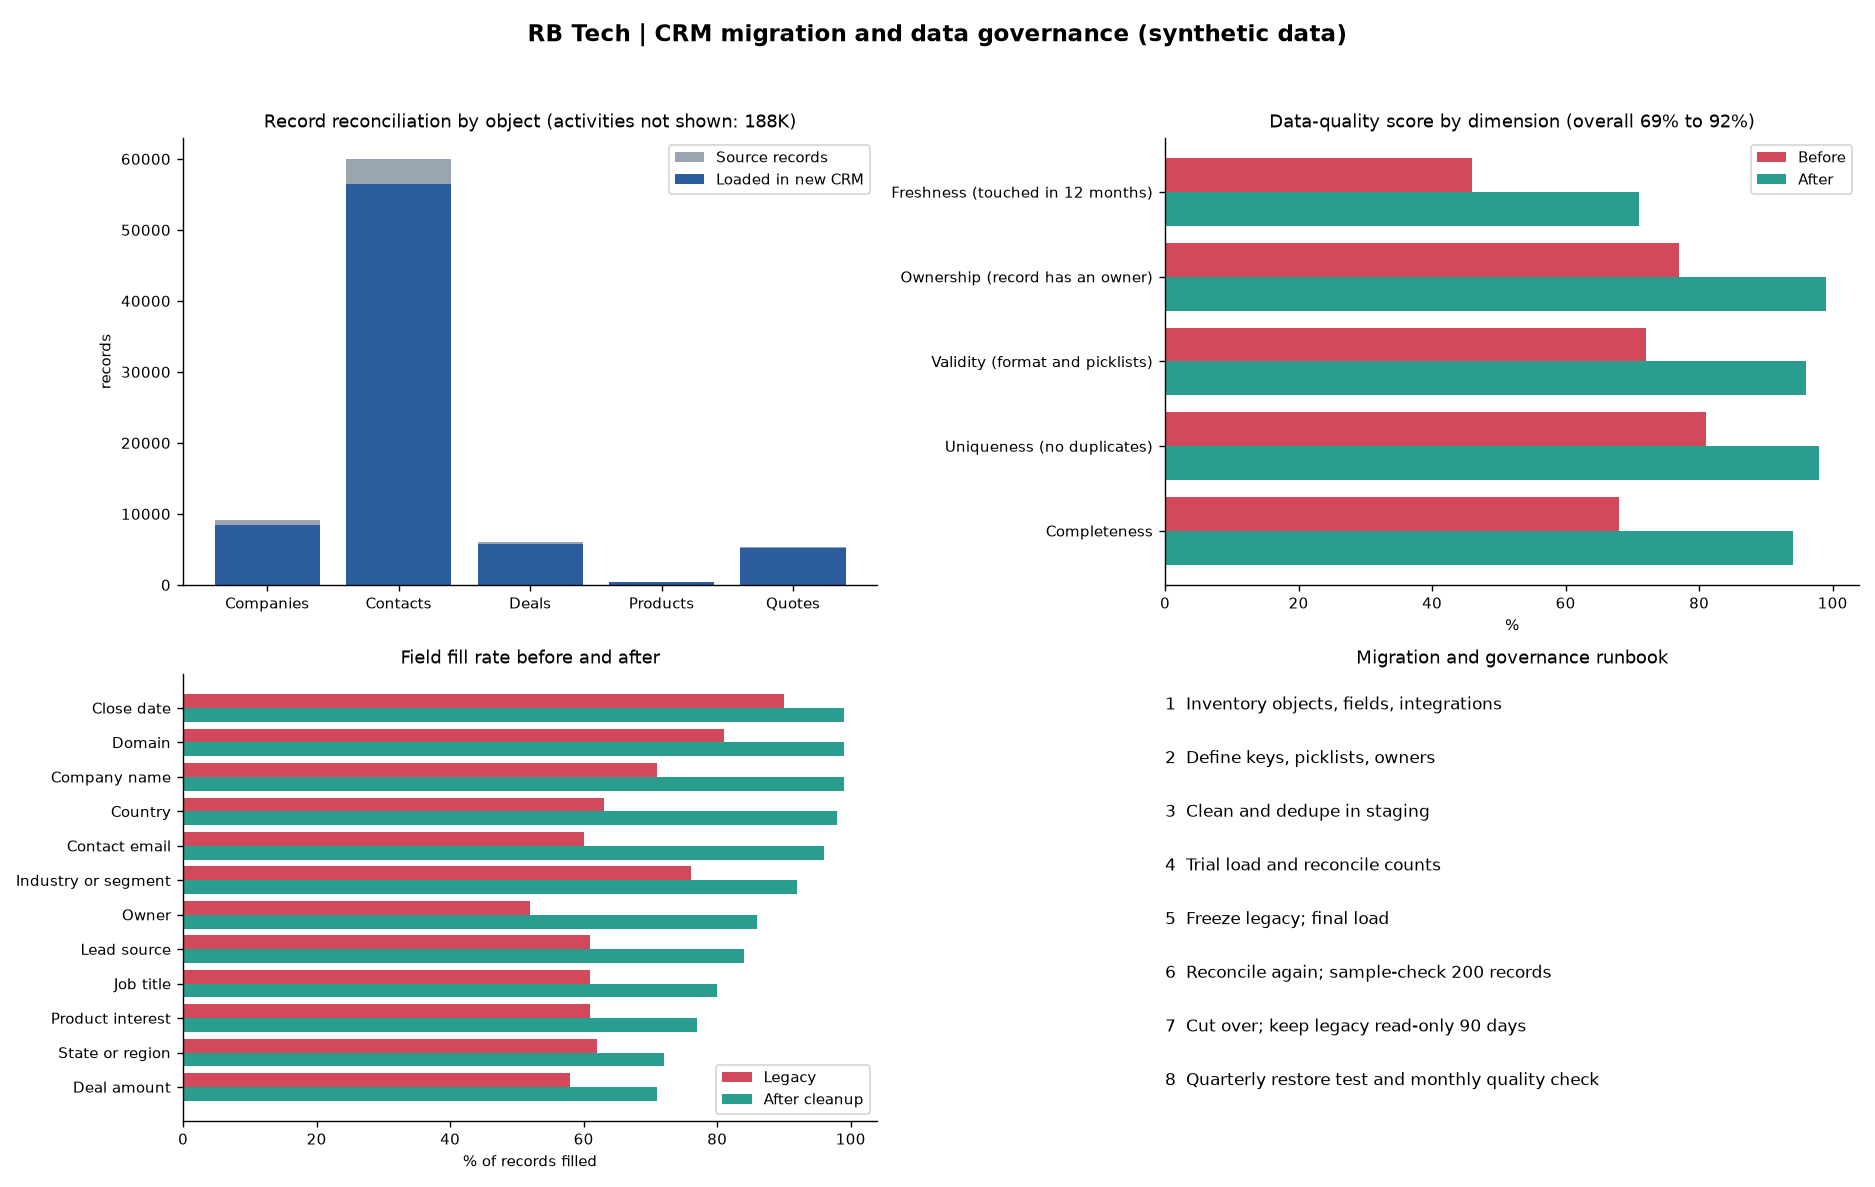 RB Tech | CRM migration and data governance (synthetic data)
Record reconciliation by object (activities not shown: 188K)
Source records
Loaded in new CRM
records
60000
50000
40000
30000
20000
10000
0
Companies
Contacts
Deals
Products
Quotes
Data-quality score by dimension (overall 69% to 92%)
Before
After
Freshness (touched in 12 months)
Ownership (record has an owner)
Validity (format and picklists)
Uniqueness (no duplicates)
Completeness
0
20
40
60
80
100
%
Field fill rate before and after
Close date
Domain
Company name
Country
Contact email
Industry or segment
Owner
Lead source
Job title
Product interest
State or region
Deal amount
Legacy
After cleanup
0
20
40
60
80
100
% of records filled
Migration and governance runbook
1 Inventory objects, fields, integrations
2 Define keys, picklists, owners
3 Clean and dedupe in staging
4 Trial load and reconcile counts
5 Freeze legacy; final load
6 Reconcile again; sample-check 200 records
7 Cut over; keep legacy read-only 90 days
8 Quarterly restore test and monthly quality check